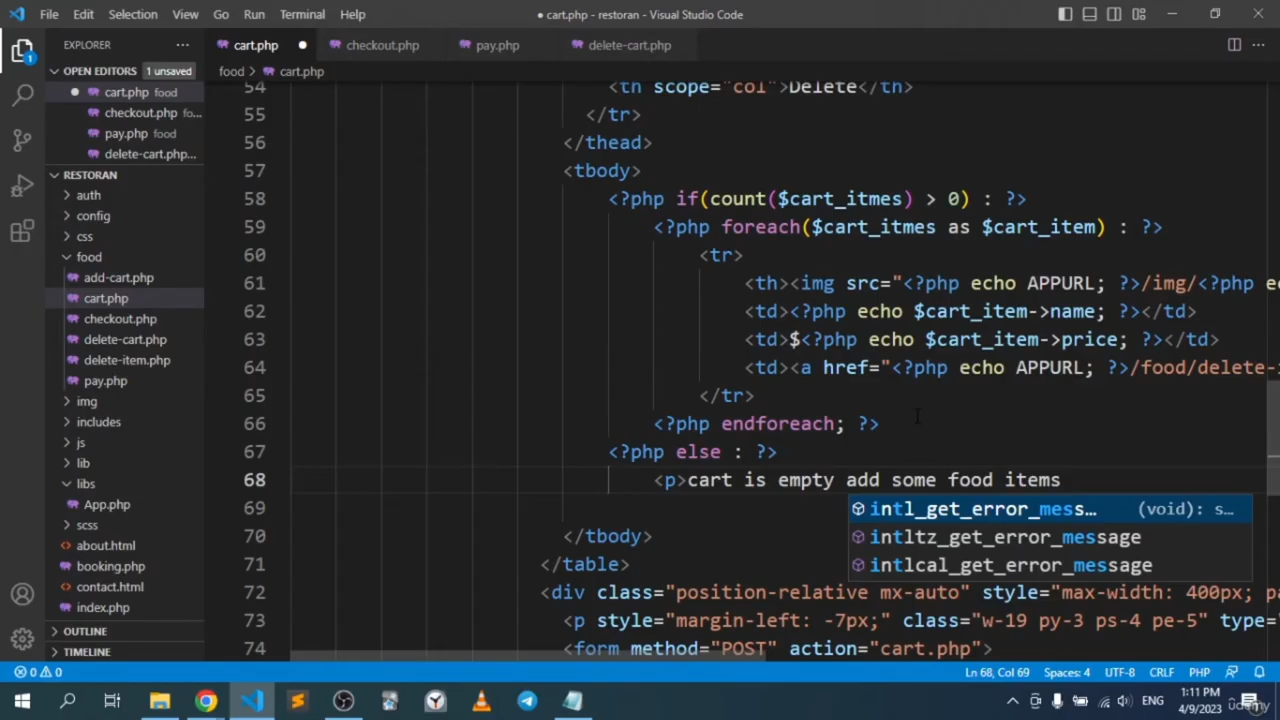 File Edit Selection View Go Run Terminal Help
● cart.php - restoran - Visual Studio Code
EXPLORER
cart.php
checkout.php
pay.php
delete-cart.php
OPEN EDITORS 1 unsaved
food > cart.php
cart.php food
checkout.php fo...
pay.php food
delete-cart.php...
RESTORAN
auth
config
css
food
add-cart.php
cart.php
checkout.php
delete-cart.php
delete-item.php
pay.php
img
includes
js
lib
libs
App.php
scss
about.html
booking.php
contact.html
index.php
OUTLINE
TIMELINE
54 <th scope="col">Delete</th>
55 </tr>
56 </thead>
57 <tbody>
58 <?php if(count($cart_itmes) > 0) : ?>
59 <?php foreach($cart_itmes as $cart_item) : ?>
60 <tr>
61 <th><img src="<?php echo APPURL; ?>/img/<?php ec
62 <td><?php echo $cart_item->name; ?></td>
63 <td>$<?php echo $cart_item->price; ?></td>
64 <td><a href="<?php echo APPURL; ?>/food/delete-
65 </tr>
66 <?php endforeach; ?>
67 <?php else : ?>
68 <p>cart is empty add some food items
intl_get_error_mess... (void): s...
69
intltz_get_error_message
70 </tbody>
71 </table>
intlcal_get_error_message
72 <div class="position-relative mx-auto" style="max-width: 400px; pa
73 <p style="margin-left: -7px;" class="w-19 py-3 ps-4 pe-5" type=
74 <form method="POST" action="cart.php">
0 0 Ln 68, Col 69 Spaces: 4 UTF-8 CRLF PHP
ENG
1:11 PM
4/9/2023
udemy